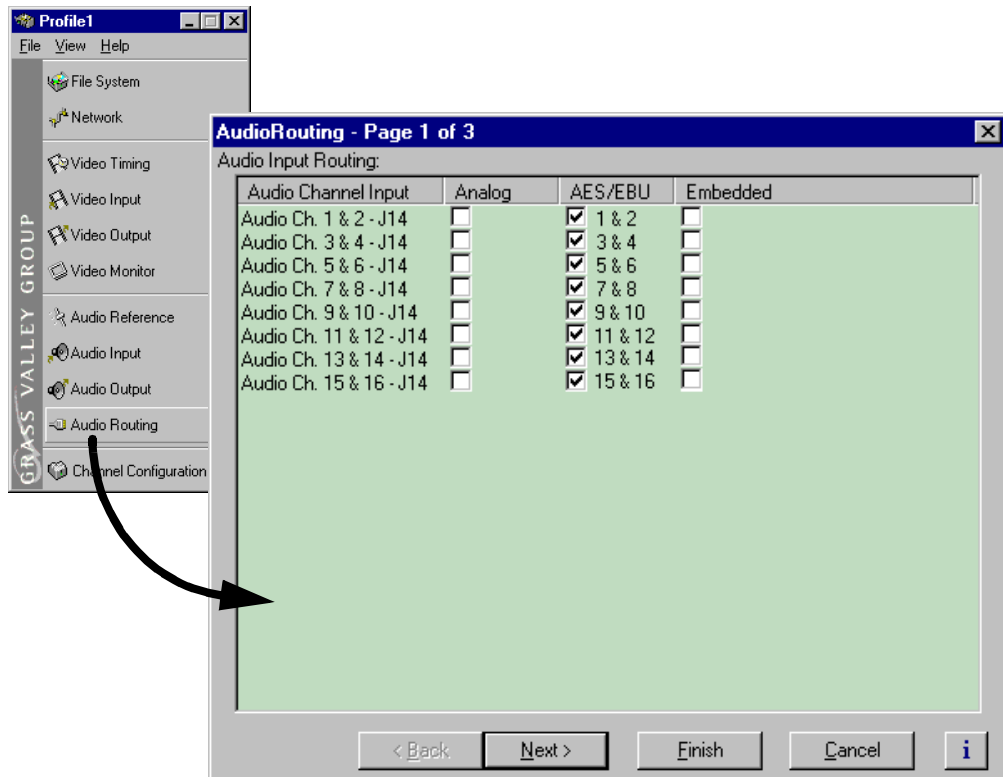 Profile1
File View Help
File System
Network
Video Timing
Video Input
Video Output
Video Monitor
Audio Reference
Audio Input
Audio Output
Audio Routing
Channel Configuration
GRASS VALLEY GROUP
AudioRouting - Page 1 of 3
Audio Input Routing:
Audio Channel Input Analog AES/EBU Embedded
Audio Ch. 1 & 2 - J14 1 & 2
Audio Ch. 3 & 4 - J14 3 & 4
Audio Ch. 5 & 6 - J14 5 & 6
Audio Ch. 7 & 8 - J14 7 & 8
Audio Ch. 9 & 10 - J14 9 & 10
Audio Ch. 11 & 12 - J14 11 & 12
Audio Ch. 13 & 14 - J14 13 & 14
Audio Ch. 15 & 16 - J14 15 & 16
< Back Next > Finish Cancel i